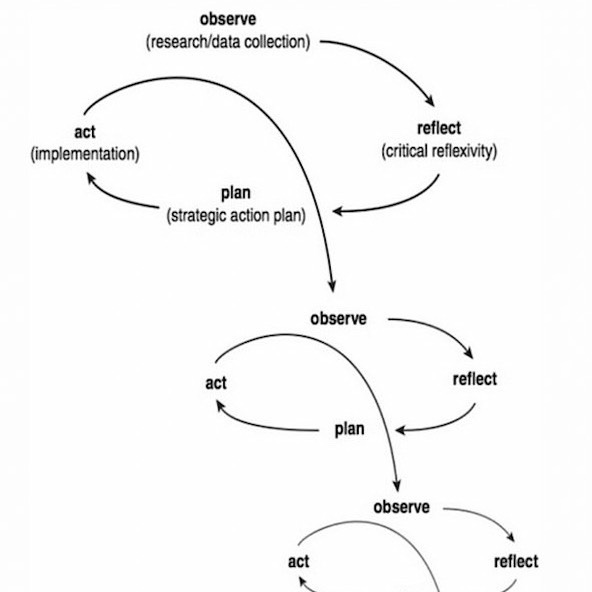 observe
(research/data collection)
reflect
(critical reflexivity)
act
(implementation)
plan
(strategic action plan)
observe
reflect
act
plan
observe
reflect
act